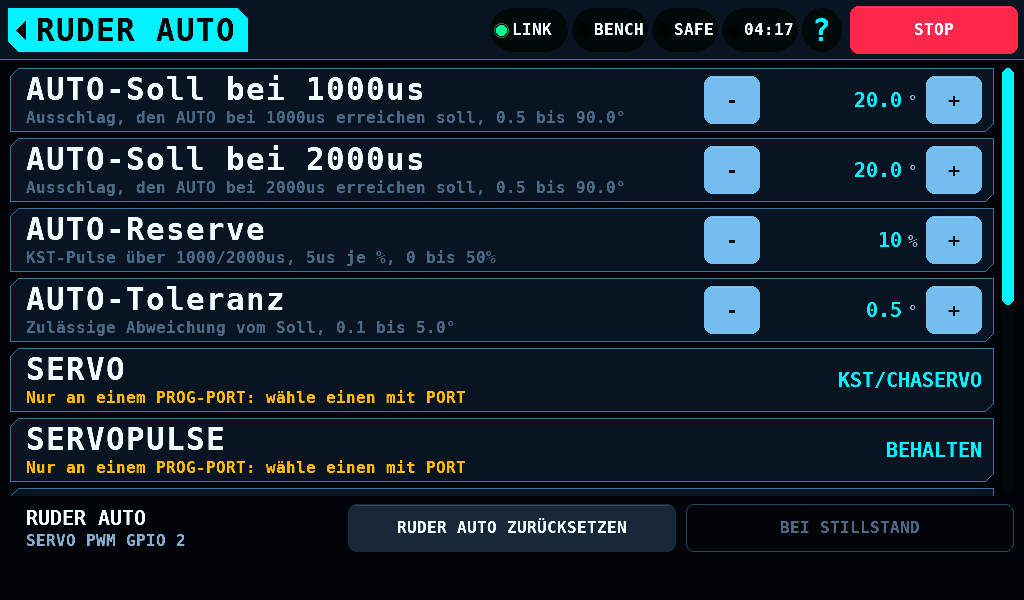 RUDER AUTO
LINK
BENCH
SAFE
04:17
?
STOP
AUTO-Soll bei 1000us
Ausschlag, den AUTO bei 1000us erreichen soll, 0.5 bis 90.0°
- 20.0 ° +
AUTO-Soll bei 2000us
Ausschlag, den AUTO bei 2000us erreichen soll, 0.5 bis 90.0°
- 20.0 ° +
AUTO-Reserve
KST-Pulse über 1000/2000us, 5us je %, 0 bis 50%
- 10 % +
AUTO-Toleranz
Zulässige Abweichung vom Soll, 0.1 bis 5.0°
- 0.5 ° +
SERVO
Nur an einem PROG-PORT: wähle einen mit PORT
KST/CHASERVO
SERVOPULSE
Nur an einem PROG-PORT: wähle einen mit PORT
BEHALTEN
RUDER AUTO
SERVO PWM GPIO 2
RUDER AUTO ZURÜCKSETZEN
BEI STILLSTAND